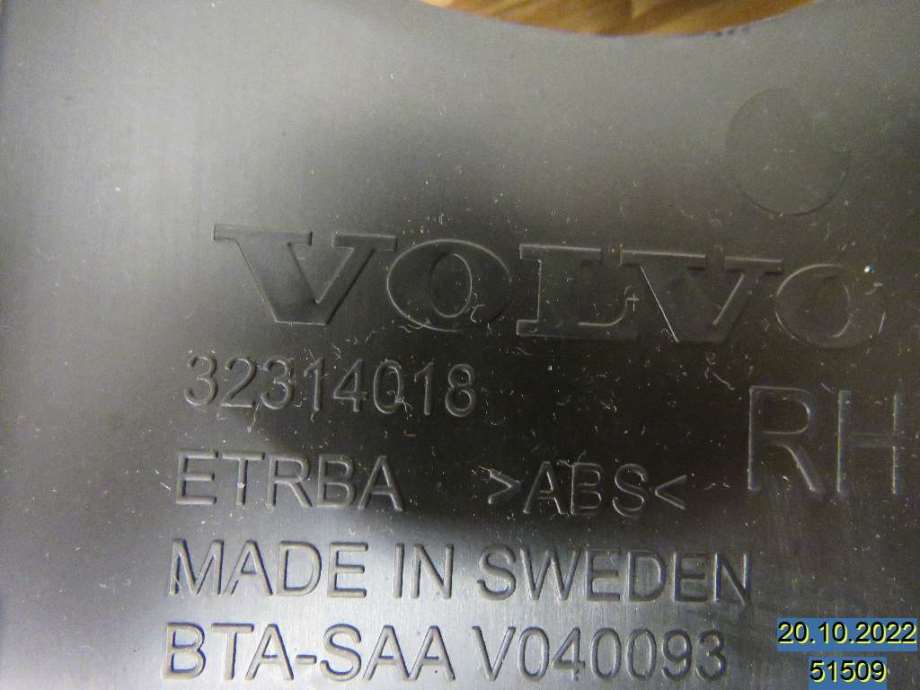 VOLVO
32314018
RH
ETRBA >ABS<
MADE IN SWEDEN
BTA-SAA V040093
20.10.2022
51509